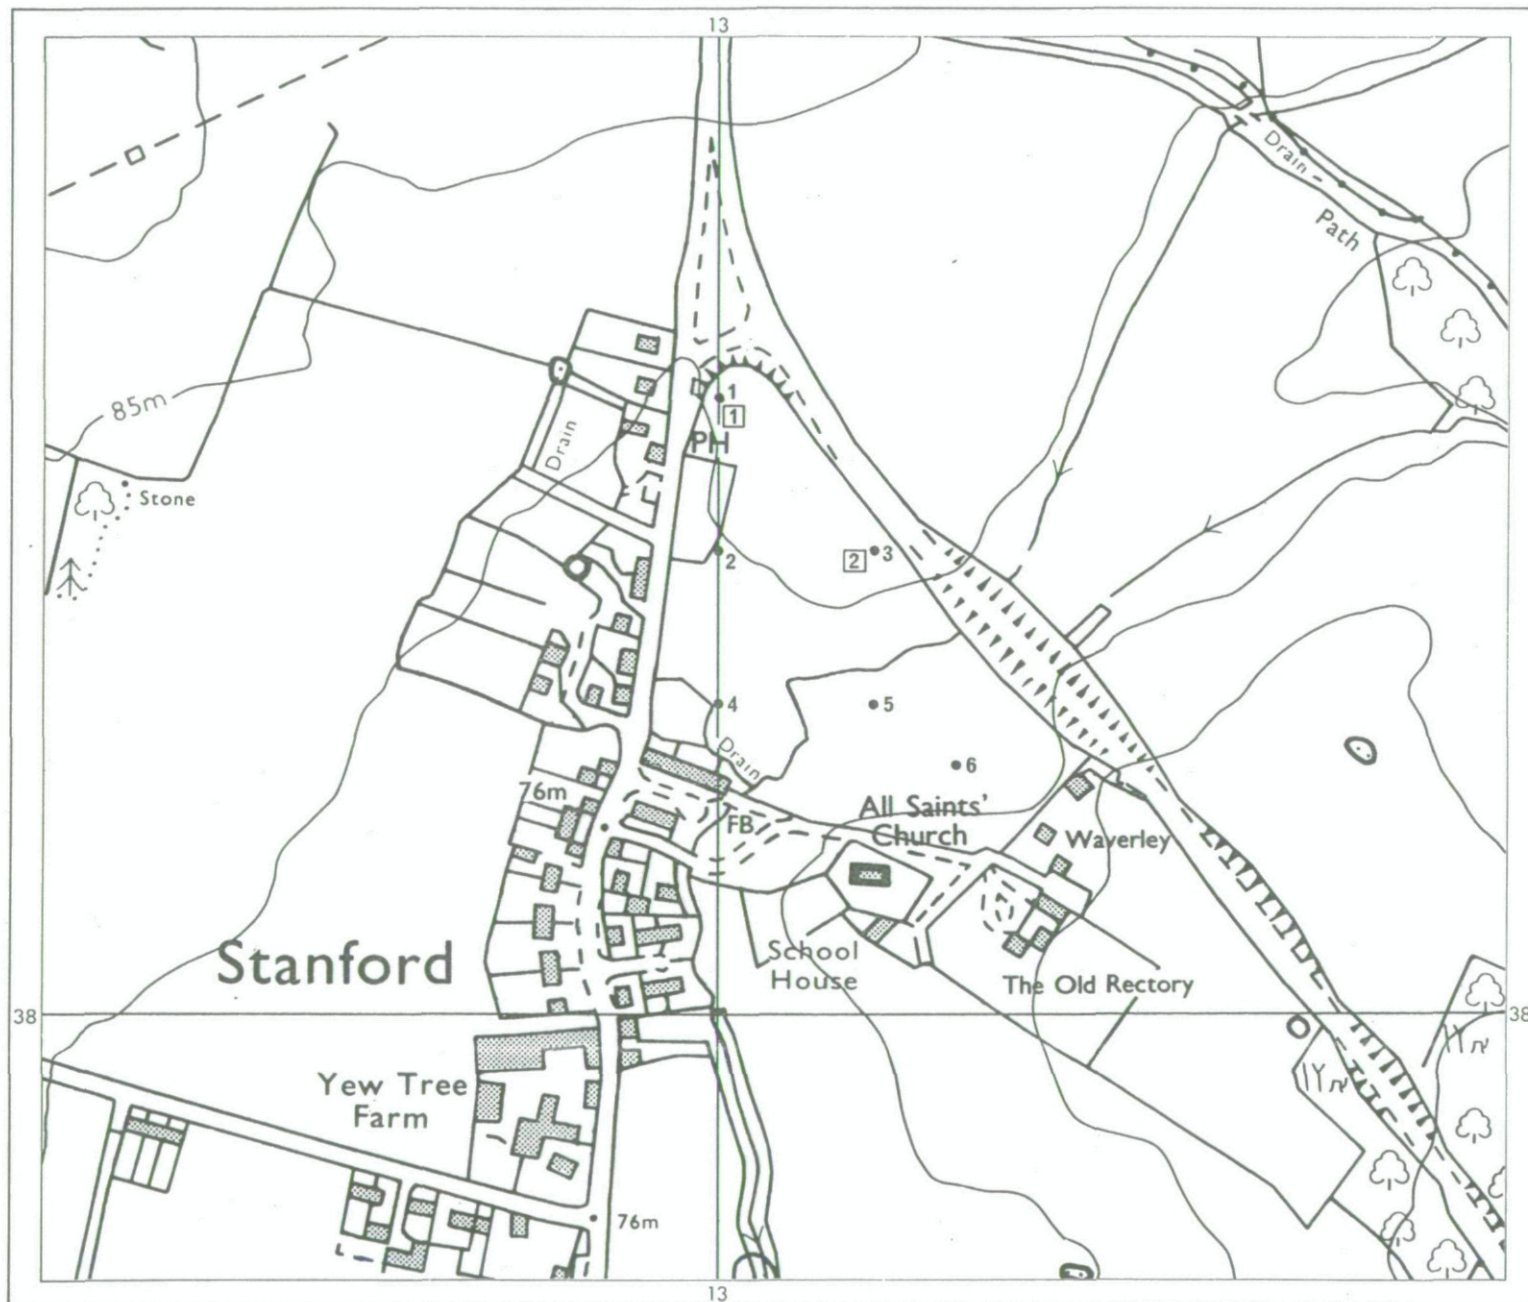 13
Drain
Path
85m
1
1
PH
Drain
Stone
2
2
3
4
5
Drain
6
76m
All Saints'
Church
FB
Waverley
Stanford
School
House
The Old Rectory
38
38
Yew Tree
Farm
76m
13